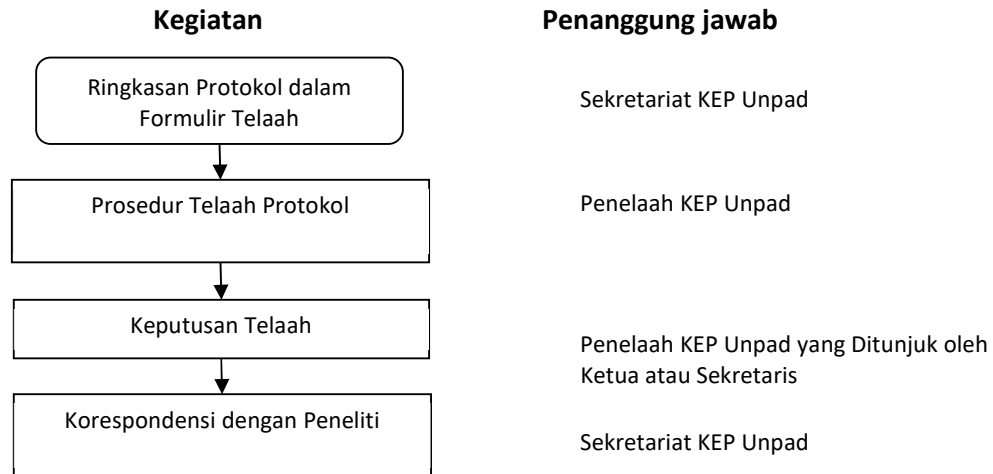 Kegiatan
Penanggung jawab
Ringkasan Protokol dalam
Formulir Telaah
Sekretariat KEP Unpad
Prosedur Telaah Protokol
Penelaah KEP Unpad
Keputusan Telaah
Penelaah KEP Unpad yang Ditunjuk oleh
Ketua atau Sekretaris
Korespondensi dengan Peneliti
Sekretariat KEP Unpad